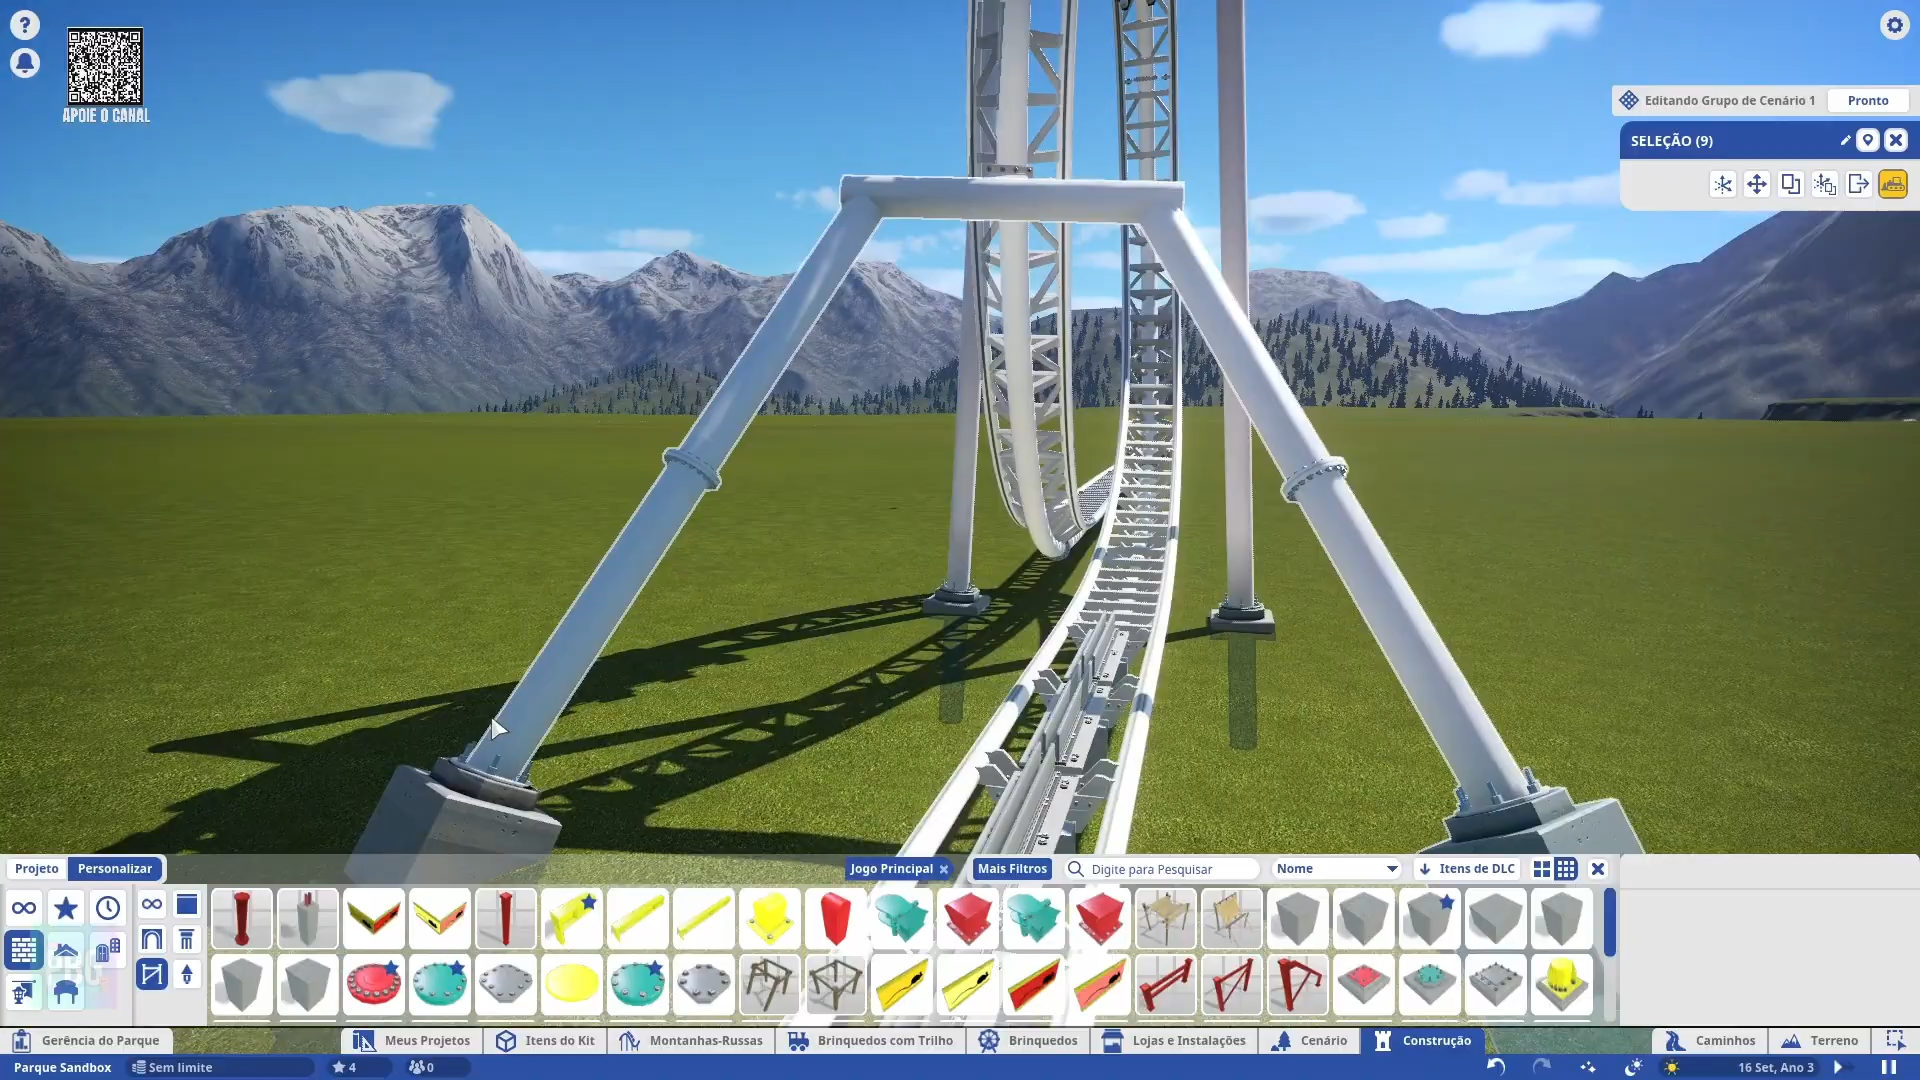 ?
APOIE O CANAL
Editando Grupo de Cenário 1
Pronto
SELEÇÃO (9)
Projeto
Personalizar
Jogo Principal
Mais Filtros
Digite para Pesquisar
Nome
Itens de DLC
Gerência do Parque
Meus Projetos
Itens do Kit
Montanhas-Russas
Brinquedos com Trilho
Brinquedos
Lojas e Instalações
Cenário
Construção
Caminhos
Terreno
Parque Sandbox
Sem limite
4
0
16 Set, Ano 3